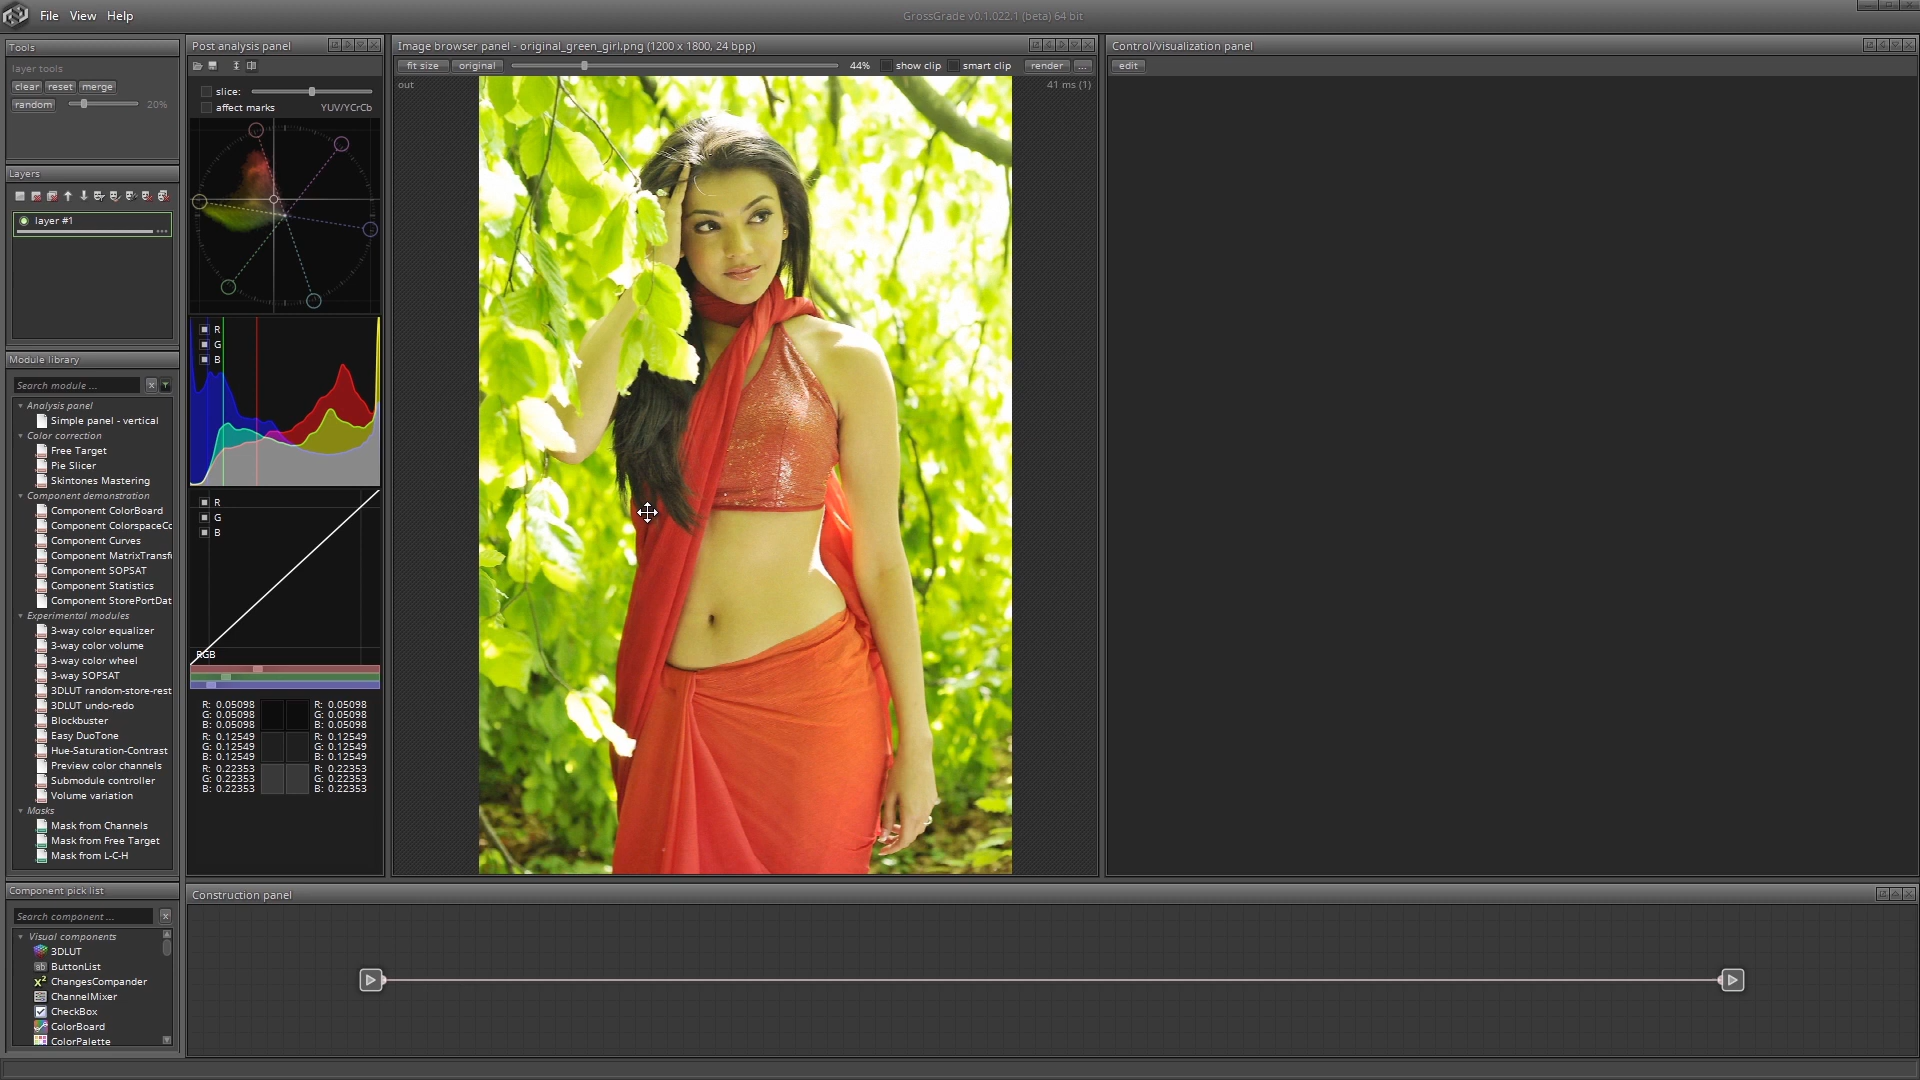 File View Help
GrossGrade v0.1.022.1 (beta) 64 bit
Tools
layer tools
clear reset merge
random 20%
Layers
layer #1
Module library
Search module ...
Analysis panel
Simple panel - vertical
Color correction
Free Target
Pie Slicer
Skintones Mastering
Component demonstration
Component ColorBoard
Component ColorspaceCo
Component Curves
Component MatrixTransf
Component SOPSAT
Component Statistics
Component StorePortDat
Experimental modules
3-way color equalizer
3-way color volume
3-way color wheel
3-way SOPSAT
3DLUT random-store-rest
3DLUT undo-redo
Blockbuster
Easy DuoTone
Hue-Saturation-Contrast
Preview color channels
Submodule controller
Volume variation
Masks
Mask from Channels
Mask from Free Target
Mask from L-C-H
Component pick list
Search component ...
Visual components
3DLUT
ButtonList
ChangesCompander
ChannelMixer
CheckBox
ColorBoard
ColorPalette
Post analysis panel
slice:
affect marks YUV/YCrCb
R
G
B
R
G
B
RGB
R: 0.05098 R: 0.05098
G: 0.05098 G: 0.05098
B: 0.05098 B: 0.05098
R: 0.12549 R: 0.12549
G: 0.12549 G: 0.12549
B: 0.12549 B: 0.12549
R: 0.22353 R: 0.22353
G: 0.22353 G: 0.22353
B: 0.22353 B: 0.22353
Image browser panel - original_green_girl.png (1200 x 1800, 24 bpp)
fit size original 44% show clip smart clip render ...
out 41 ms (1)
Control/visualization panel
edit
Construction panel